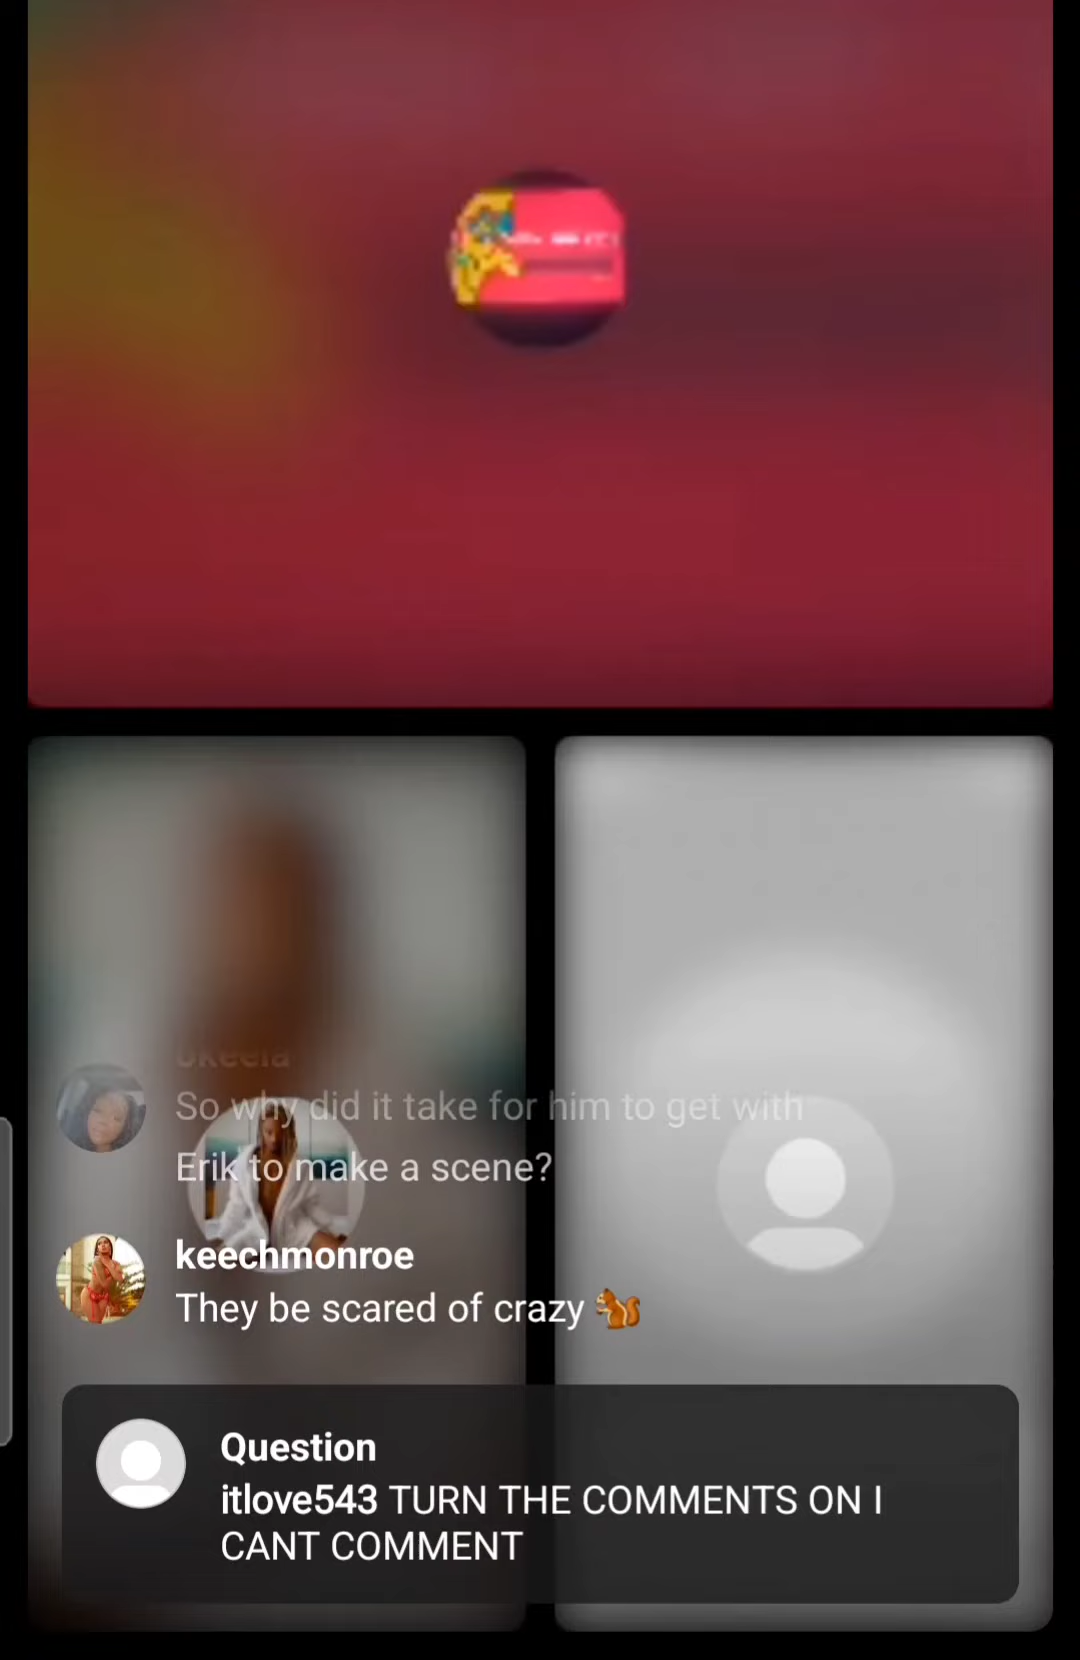 So why did it take for him to get with
Erik to make a scene?
keechmonroe
They be scared of crazy 🐿️
Question
itlove543 TURN THE COMMENTS ON I
CANT COMMENT